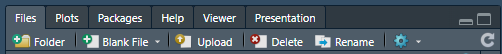 Files Plots Packages Help Viewer Presentation
Folder Blank File Upload Delete Rename